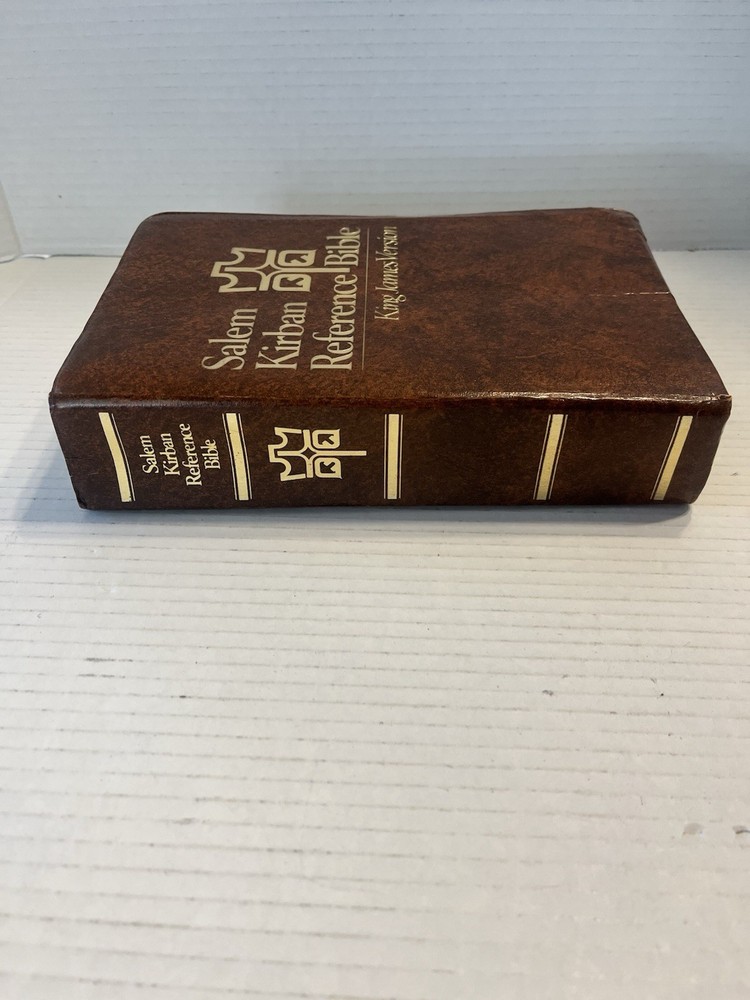 Salem
Kirban
Reference Bible
King James Version
Salem
Kirban
Reference
Bible